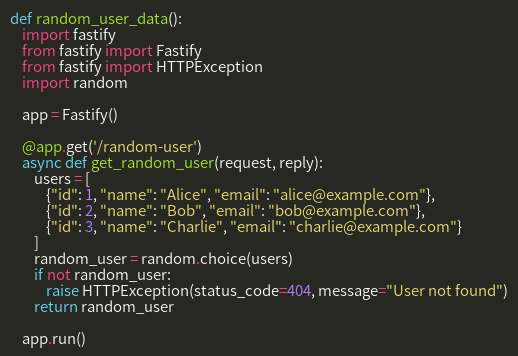 def random_user_data():
    import fastify
    from fastify import Fastify
    from fastify import HTTPException
    import random

    app = Fastify()

    @app.get('/random-user')
    async def get_random_user(request, reply):
        users = [
            {"id": 1, "name": "Alice", "email": "alice@example.com"},
            {"id": 2, "name": "Bob", "email": "bob@example.com"},
            {"id": 3, "name": "Charlie", "email": "charlie@example.com"}
        ]
        random_user = random.choice(users)
        if not random_user:
            raise HTTPException(status_code=404, message="User not found")
        return random_user

    app.run()